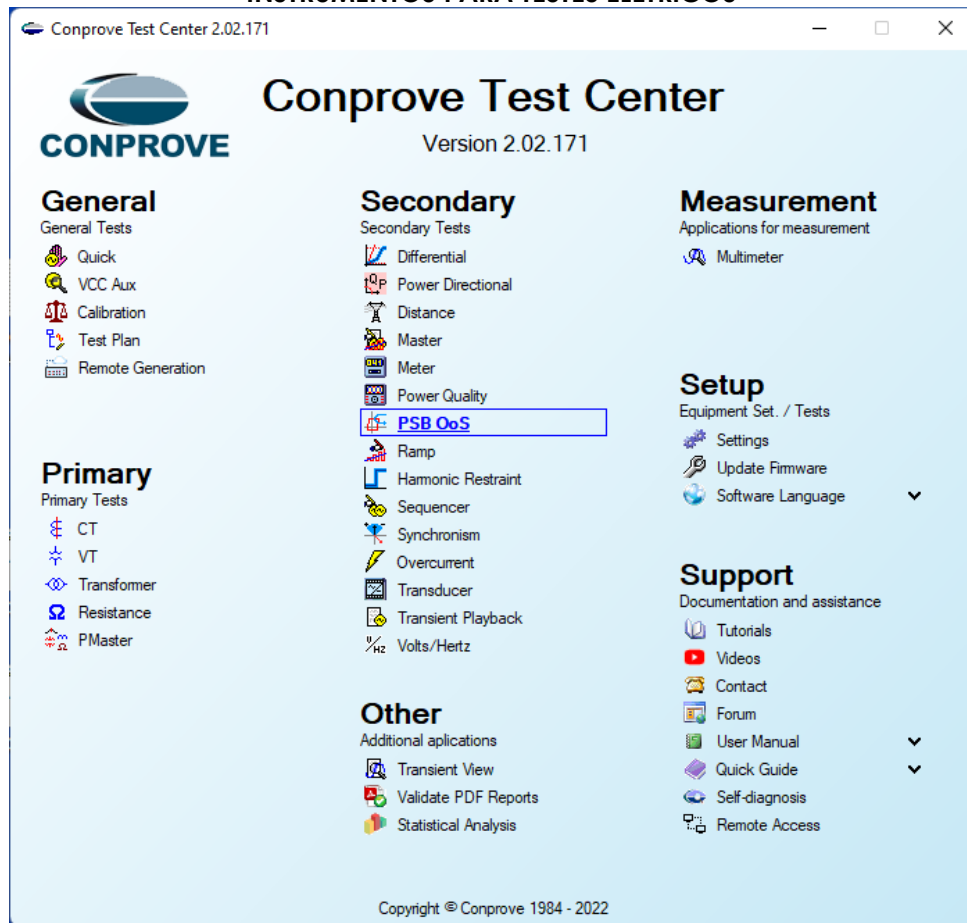 INSTRUMENTOS PARA TESTES ELÉTRICOS
Conprove Test Center 2.02.171
CONPROVE
Conprove Test Center
Version 2.02.171
General
General Tests
Quick
VCC Aux
Calibration
Test Plan
Remote Generation
Primary
Primary Tests
CT
VT
Transformer
Resistance
PMaster
Secondary
Secondary Tests
Differential
Power Directional
Distance
Master
Meter
Power Quality
PSB OoS
Ramp
Harmonic Restraint
Sequencer
Synchronism
Overcurrent
Transducer
Transient Playback
Volts/Hertz
Other
Additional aplications
Transient View
Validate PDF Reports
Statistical Analysis
Measurement
Applications for measurement
Multimeter
Setup
Equipment Set. / Tests
Settings
Update Firmware
Software Language
Support
Documentation and assistance
Tutorials
Videos
Contact
Forum
User Manual
Quick Guide
Self-diagnosis
Remote Access
Copyright © Conprove 1984 - 2022